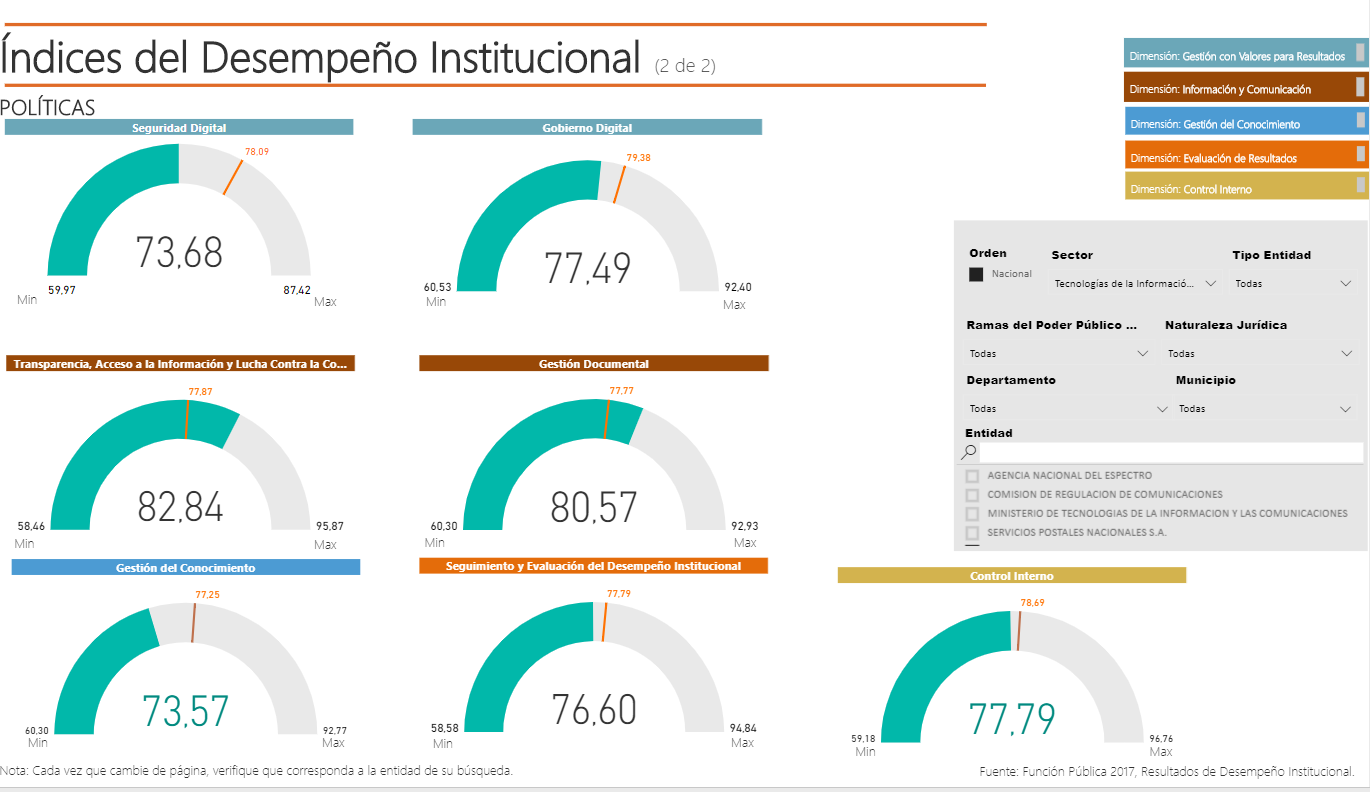 Índices del Desempeño Institucional (2 de 2)
POLÍTICAS
Dimensión: Gestión con Valores para Resultados
Dimensión: Información y Comunicación
Dimensión: Gestión del Conocimiento
Dimensión: Evaluación de Resultados
Dimensión: Control Interno
Seguridad Digital
78.09
73,68
59,97
87,42
Min
Max
Gobierno Digital
79,38
77,49
60,53
92,40
Min
Max
Orden
Nacional
Sector
Tecnologías de la Informació...
Tipo Entidad
Todas
Ramas del Poder Público ...
Todas
Naturaleza Jurídica
Todas
Departamento
Todas
Municipio
Todas
Entidad
AGENCIA NACIONAL DEL ESPECTRO
COMISION DE REGULACION DE COMUNICACIONES
MINISTERIO DE TECNOLOGIAS DE LA INFORMACION Y LAS COMUNICACIONES
SERVICIOS POSTALES NACIONALES S.A.
Transparencia, Acceso a la Información y Lucha Contra la Co...
77,87
82,84
58,46
95,87
Min
Max
Gestión Documental
77,77
80,57
60,30
92,93
Min
Max
Gestión del Conocimiento
77,25
73,57
60,30
92,77
Min
Max
Seguimiento y Evaluación del Desempeño Institucional
77,79
76,60
58,58
94,84
Min
Max
Control Interno
78,69
77,79
59,18
96,76
Min
Max
Nota: Cada vez que cambie de página, verifique que corresponda a la entidad de su búsqueda.
Fuente: Función Pública 2017, Resultados de Desempeño Institucional.